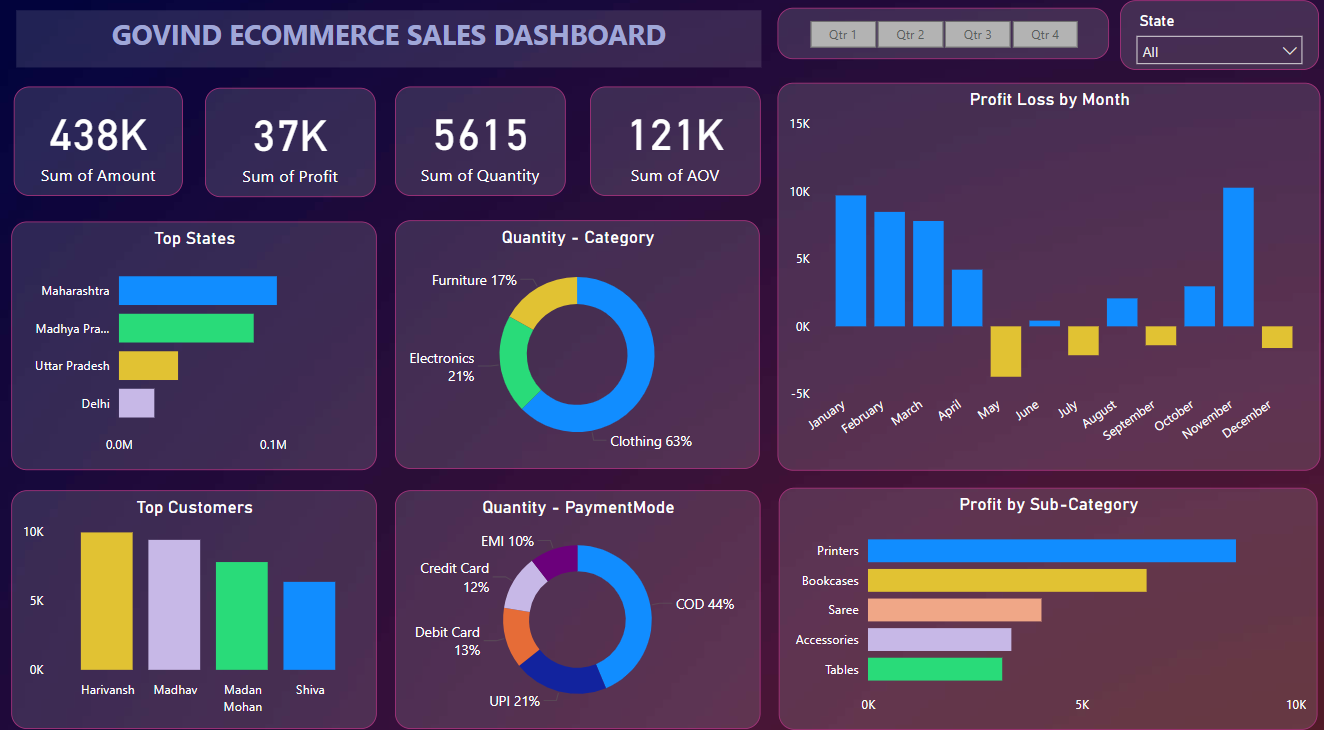 GOVIND ECOMMERCE SALES DASHBOARD
Qtr 1
Qtr 2
Qtr 3
Qtr 4
State
All
438K
Sum of Amount
37K
Sum of Profit
5615
Sum of Quantity
121K
Sum of AOV
Profit Loss by Month
15K
10K
5K
0K
-5K
January
February
March
April
May
June
July
August
September
October
November
December
Top States
Maharashtra
Madhya Pra...
Uttar Pradesh
Delhi
0.0M
0.1M
Quantity - Category
Furniture 17%
Electronics
21%
Clothing 63%
Top Customers
10K
5K
0K
Harivansh
Madhav
Madan
Mohan
Shiva
Quantity - PaymentMode
EMI 10%
Credit Card
12%
Debit Card
13%
UPI 21%
COD 44%
Profit by Sub-Category
Printers
Bookcases
Saree
Accessories
Tables
0K
5K
10K